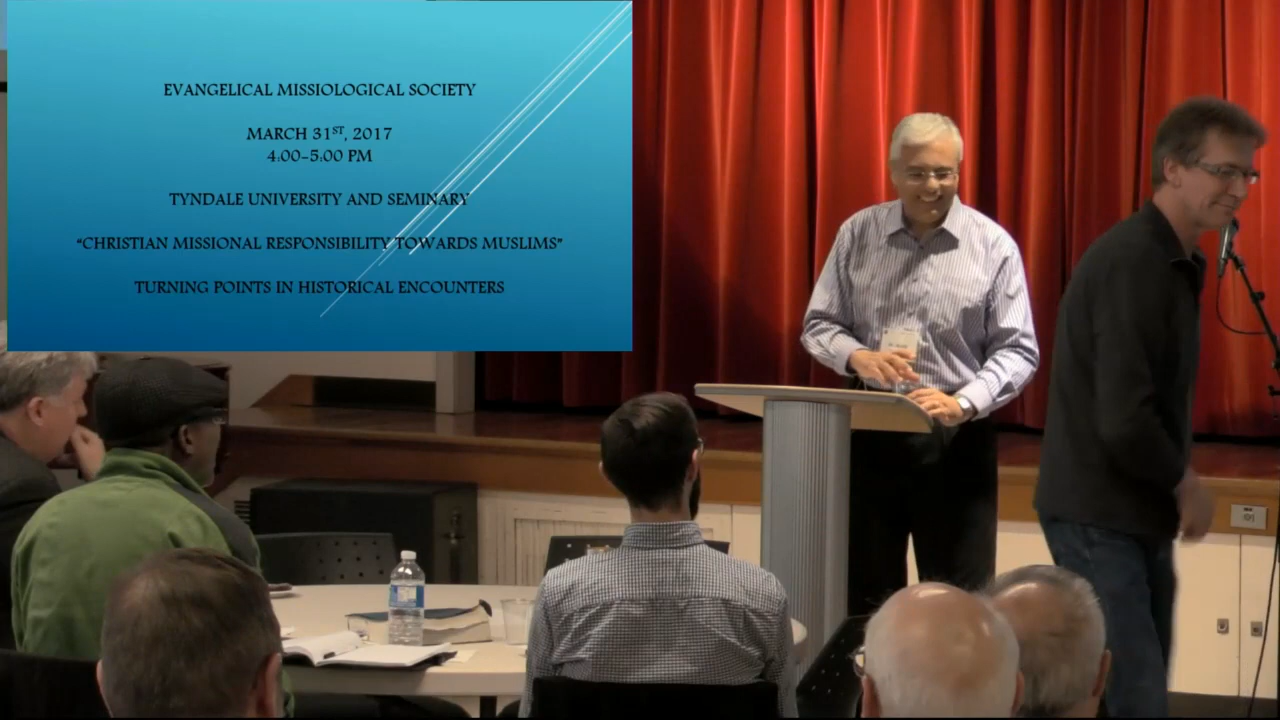 EVANGELICAL MISSIOLOGICAL SOCIETY
MARCH 31ST, 2017
4:00-5:00 PM
TYNDALE UNIVERSITY AND SEMINARY
"CHRISTIAN MISSIONAL RESPONSIBILITY TOWARDS MUSLIMS"
TURNING POINTS IN HISTORICAL ENCOUNTERS